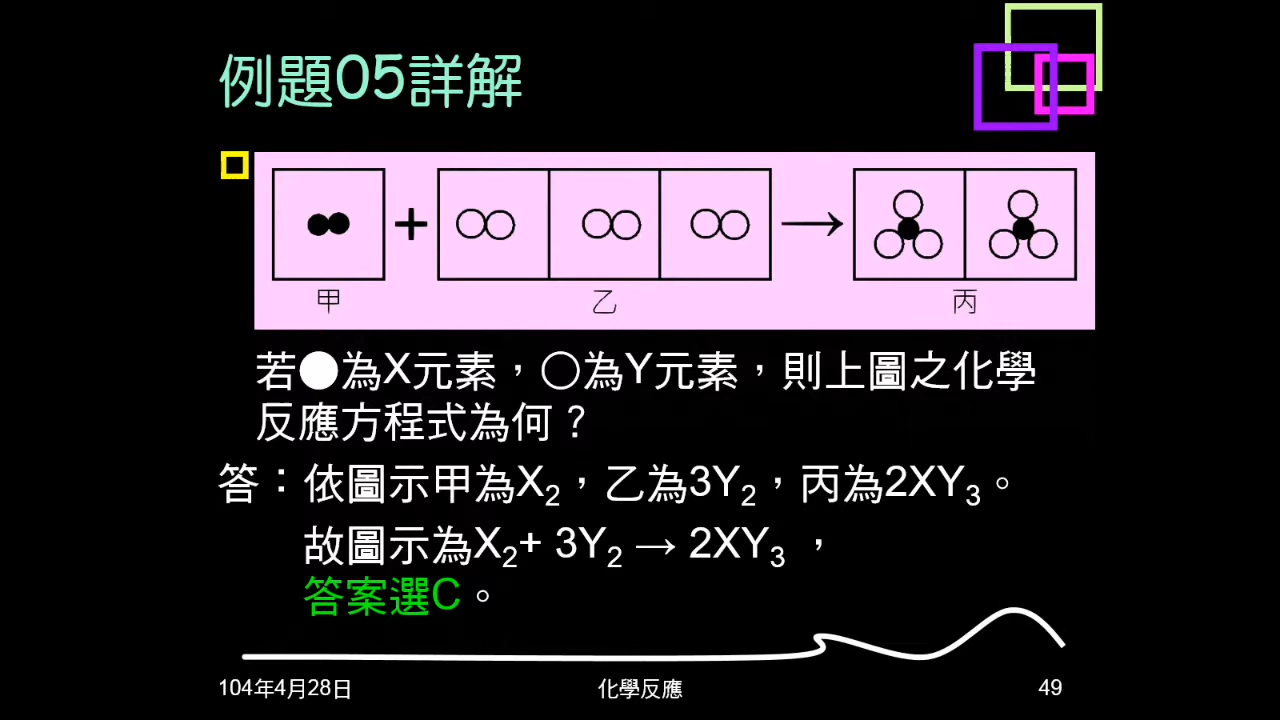 例題05詳解
甲
乙
丙
若●為X元素，○為Y元素，則上圖之化學
反應方程式為何？
答：依圖示甲為X₂，乙為3Y₂，丙為2XY₃。
故圖示為X₂+ 3Y₂ → 2XY₃ ，
答案選C。
104年4月28日
化學反應
49